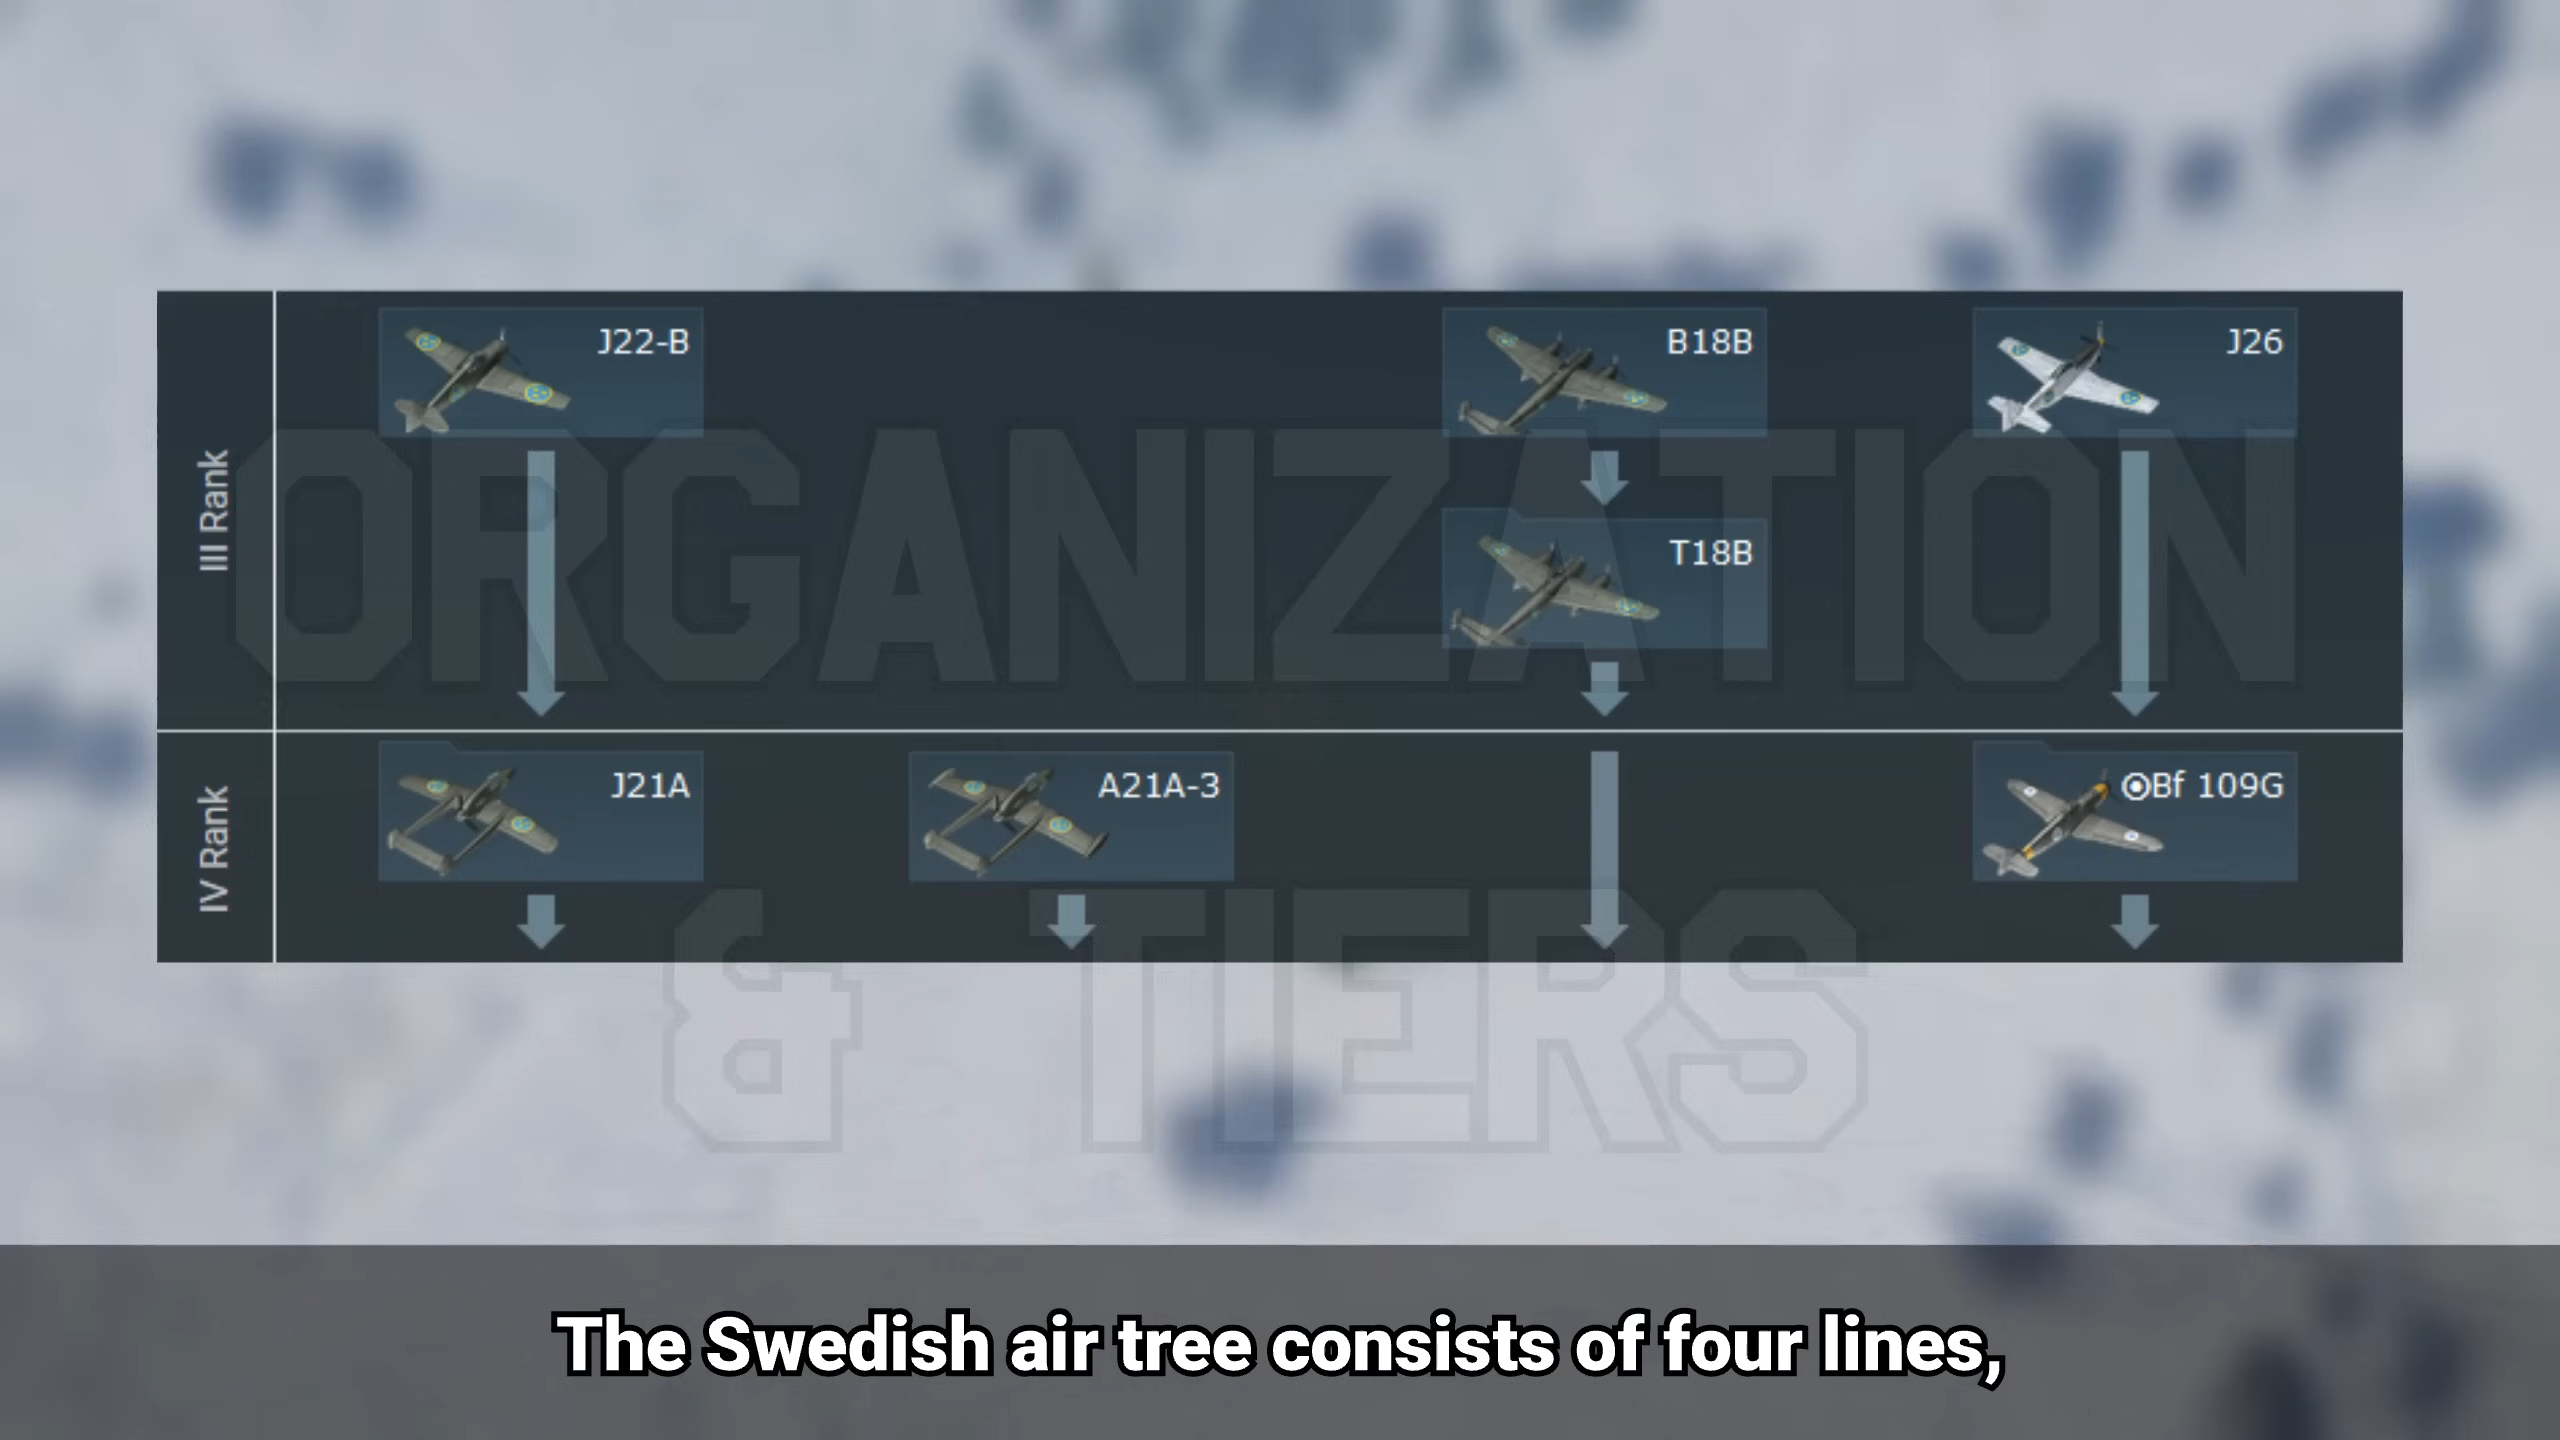 J22-B
B18B
J26
III Rank
ORGANIZATION
T18B
J21A
A21A-3
Bf 109G
IV Rank
& TIERS
The Swedish air tree consists of four lines,